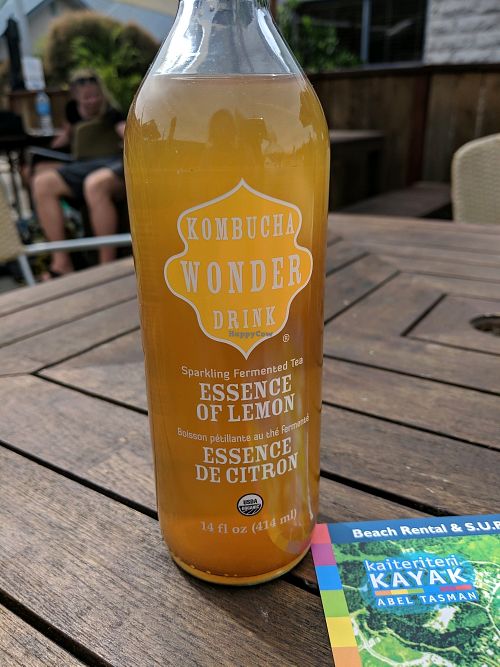 KOMBUCHA
WONDER
DRINK
HappyCow
®
Sparkling Fermented Tea
ESSENCE
OF LEMON
Boisson pétillante au thé fermenté
ESSENCE
DE CITRON
USDA
ORGANIC
14 fl oz (414 ml)
Beach Rental & S.U.P
kaiteriteri
KAYAK
ABEL TASMAN